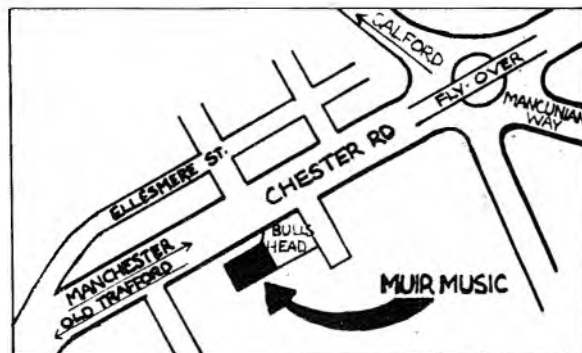 SALFORD
FLY-OVER
MANCUNIAN
WAY
ELLESMERE ST.
CHESTER RD
BULLS
HEAD
MANCHESTER
OLD TRAFFORD
MUIR MUSIC